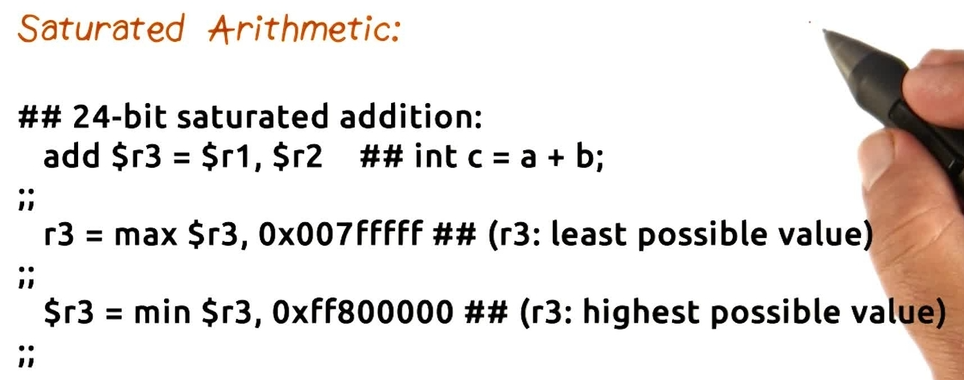 Saturated Arithmetic:
## 24-bit saturated addition:
add $r3 = $r1, $r2 ## int c = a + b;
;;
r3 = max $r3, 0x007fffff ## (r3: least possible value)
;;
$r3 = min $r3, 0xff800000 ## (r3: highest possible value)
;;